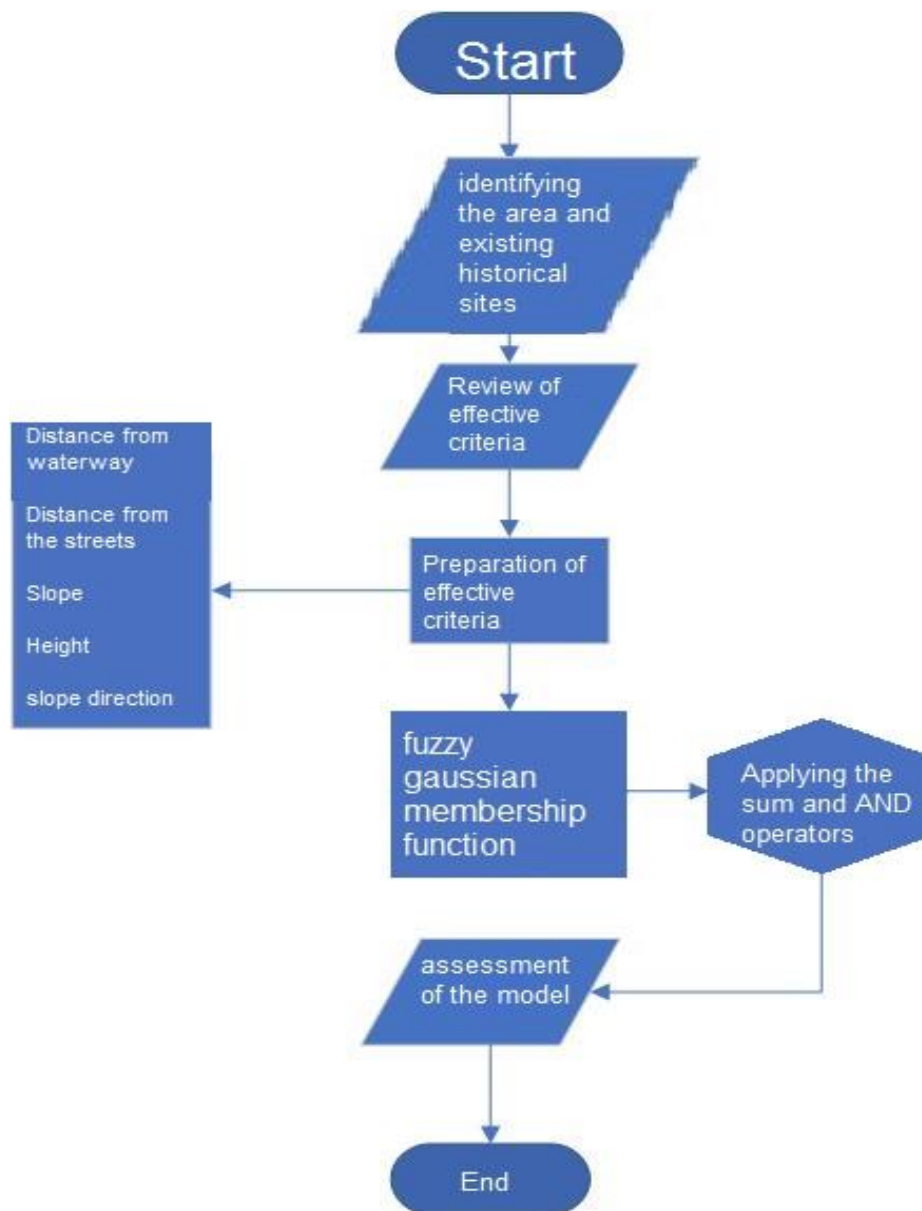 Start
identifying
the area and
existing
historical
sites
Review of
effective
criteria
Distance from
waterway
Distance from
the streets
Slope
Height
slope direction
Preparation of
effective
criteria
fuzzy
gaussian
membership
function
Applying the
sum and AND
operators
assessment
of the model
End